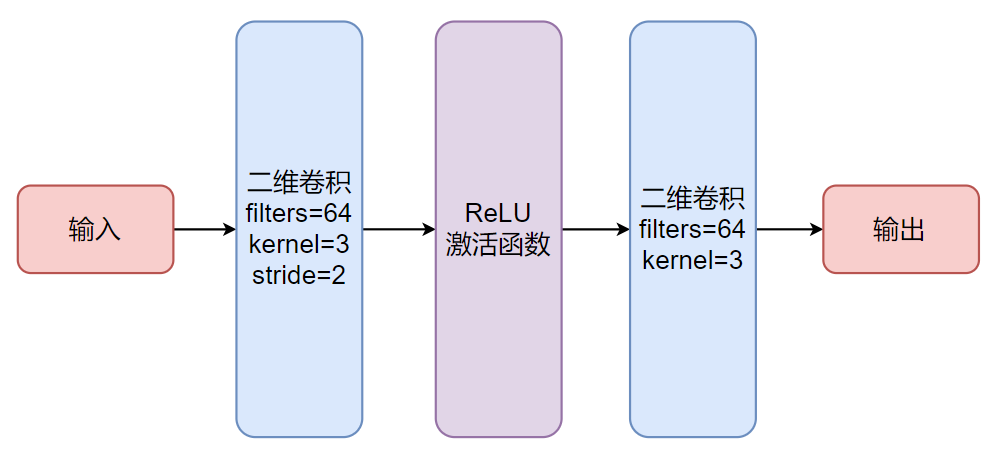 输入
二维卷积
filters=64
kernel=3
stride=2
ReLU
激活函数
二维卷积
filters=64
kernel=3
输出